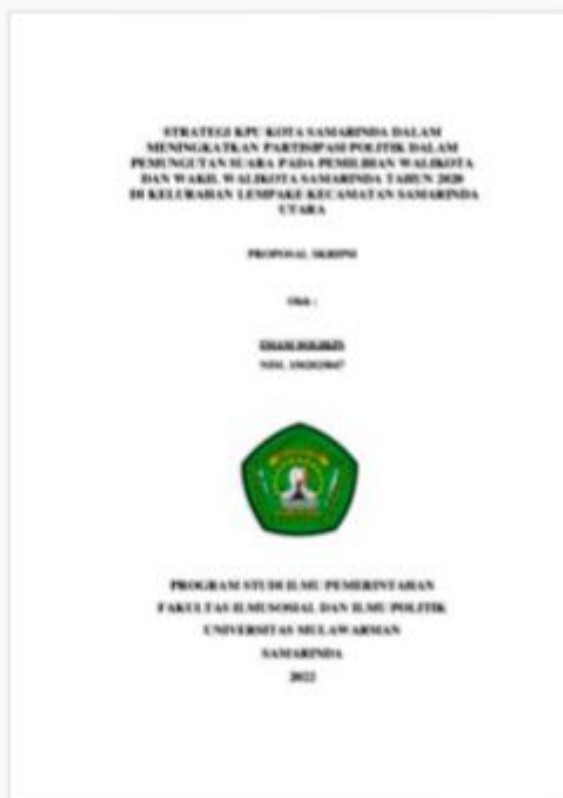 STRATEGI KPU KOTA SAMARINDA DALAM
MENINGKATKAN PARTISIPASI POLITIK DALAM
PEMUNGUTAN SUARA PADA PEMILIHAN WALIKOTA
DAN WAKIL WALIKOTA SAMARINDA TAHUN 2020
DI KELURAHAN LEMPAKE KECAMATAN SAMARINDA
UTARA
PROPOSAL SKRIPSI
Oleh :
NIM.
PROGRAM STUDI ILMU PEMERINTAHAN
FAKULTAS ILMU SOSIAL DAN ILMU POLITIK
UNIVERSITAS MULAWARMAN
SAMARINDA
2022